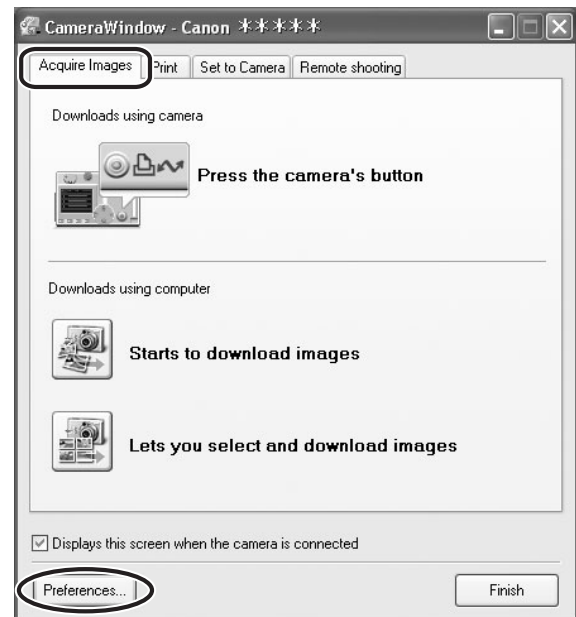 CameraWindow - Canon *****
Acquire Images Print Set to Camera Remote shooting
Downloads using camera
Press the camera's button
Downloads using computer
Starts to download images
Lets you select and download images
Displays this screen when the camera is connected
Preferences... Finish